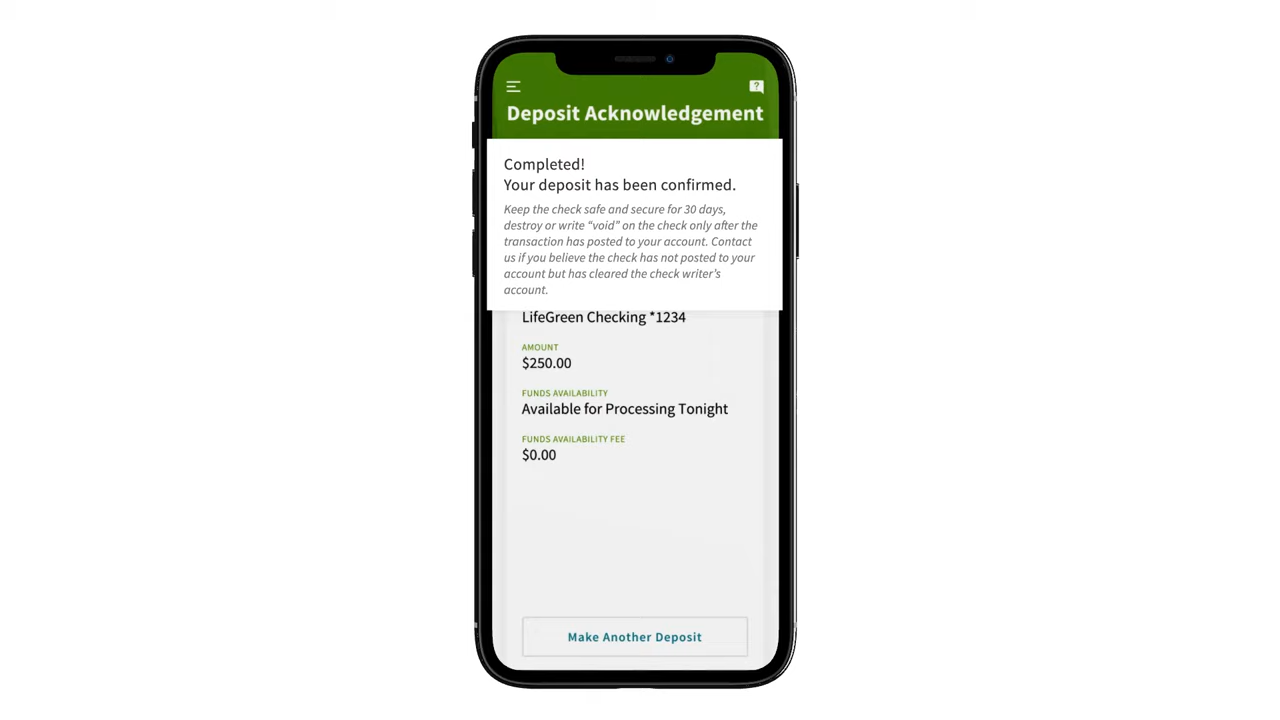 ?
Deposit Acknowledgement
Completed!
Your deposit has been confirmed.
Keep the check safe and secure for 30 days,
destroy or write “void” on the check only after the
transaction has posted to your account. Contact
us if you believe the check has not posted to your
account but has cleared the check writer’s
account.
LifeGreen Checking *1234
AMOUNT
$250.00
FUNDS AVAILABILITY
Available for Processing Tonight
FUNDS AVAILABILITY FEE
$0.00
Make Another Deposit